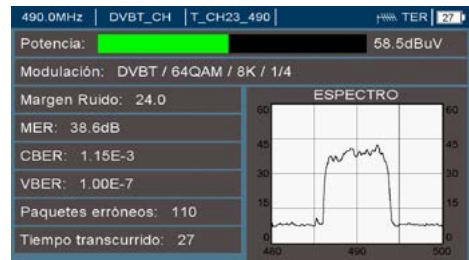 490.0MHz DVBT_CH T_CH23_490 TER 27
Potencia: 58.5dBuV
Modulación: DVBT / 64QAM / 8K / 1/4
Margen Ruido: 24.0
MER: 38.6dB
CBER: 1.15E-3
VBER: 1.00E-7
Paquetes erróneos: 110
Tiempo transcurrido: 27
ESPECTRO
60 60
45 45
30 30
15 15
0 0
480 490 500